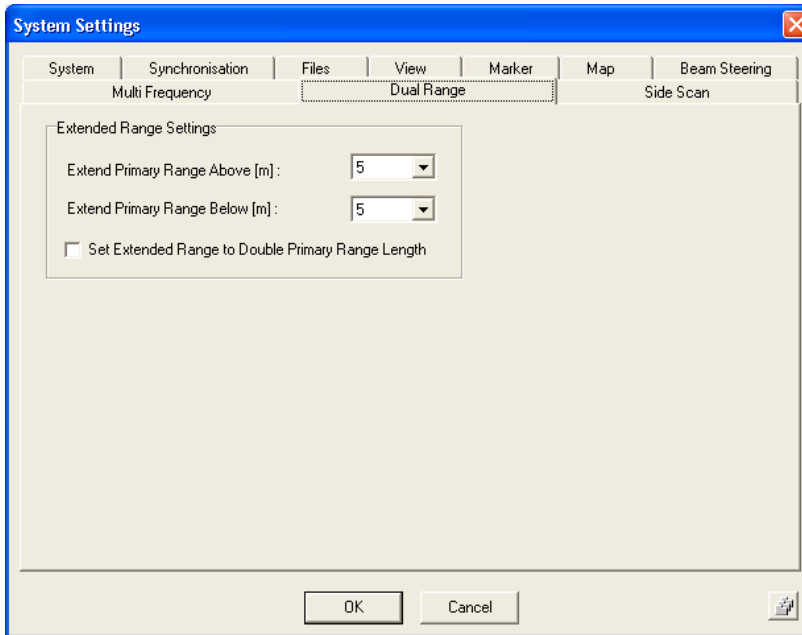 System Settings
System Synchronisation Files View Marker Map Beam Steering
Multi Frequency Dual Range Side Scan
Extended Range Settings
Extend Primary Range Above [m] : 5
Extend Primary Range Below [m] : 5
Set Extended Range to Double Primary Range Length
OK Cancel